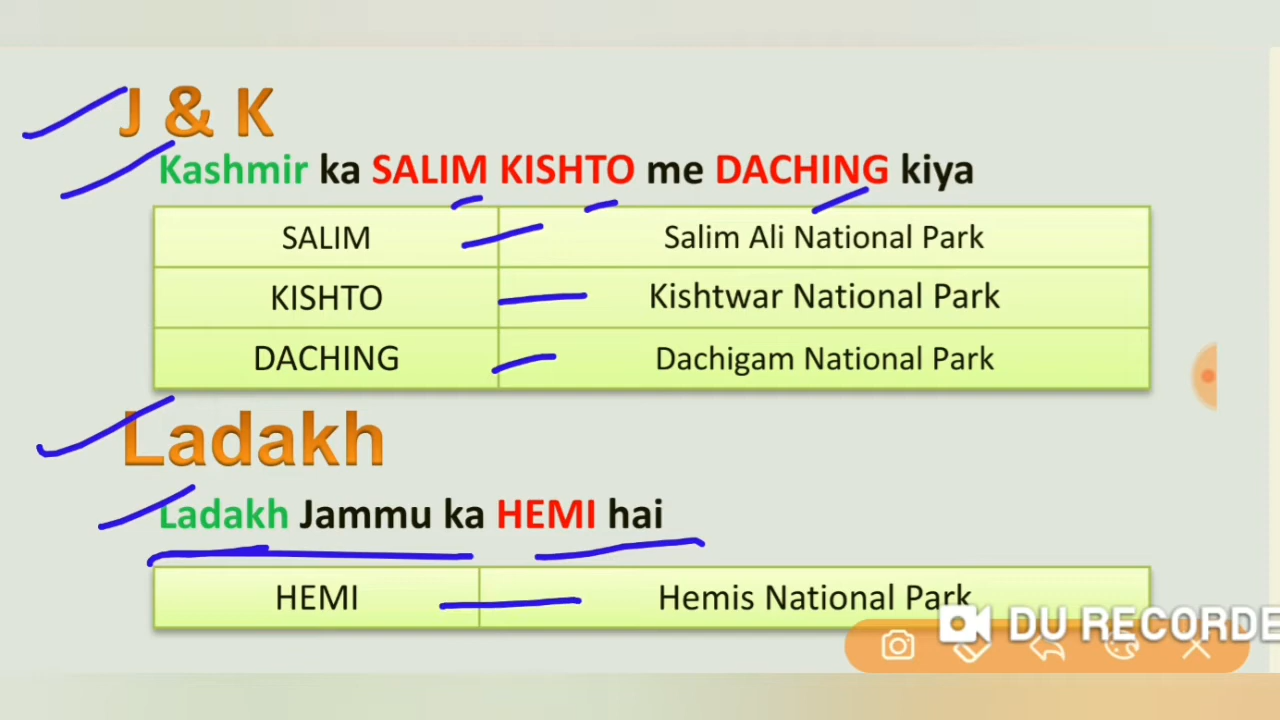 J & K
Kashmir ka SALIM KISHTO me DACHING kiya
SALIM Salim Ali National Park
KISHTO Kishtwar National Park
DACHING Dachigam National Park
Ladakh
Ladakh Jammu ka HEMI hai
HEMI Hemis National Park
DU RECORDE